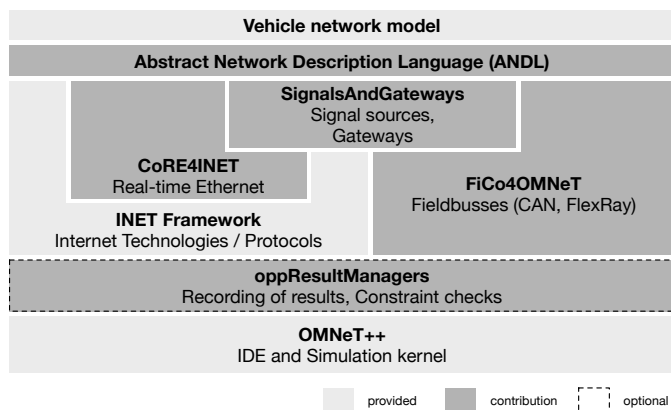 Vehicle network model
Abstract Network Description Language (ANDL)
SignalsAndGateways
Signal sources,
Gateways
CoRE4INET
Real-time Ethernet
FiCo4OMNeT
Fieldbusses (CAN, FlexRay)
INET Framework
Internet Technologies / Protocols
oppResultManagers
Recording of results, Constraint checks
OMNeT++
IDE and Simulation kernel
provided contribution optional